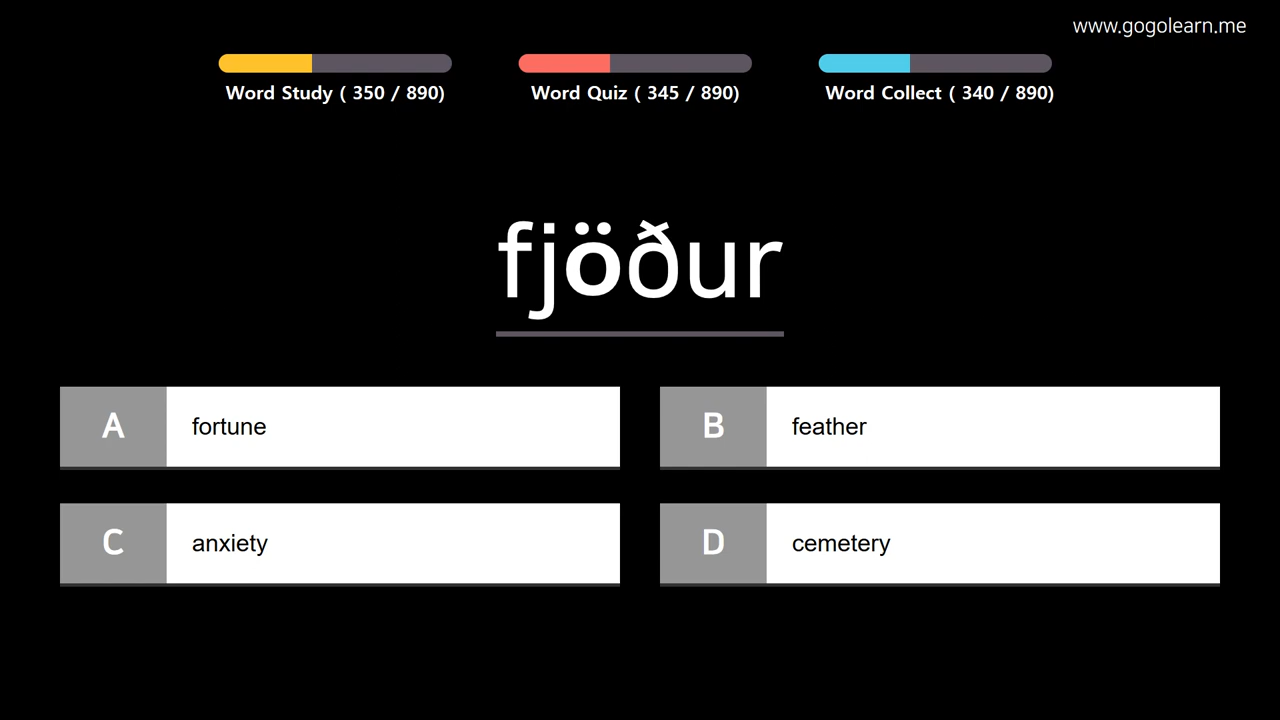 www.gogolearn.me
Word Study ( 350 / 890)
Word Quiz ( 345 / 890)
Word Collect ( 340 / 890)
fjöður
A fortune
B feather
C anxiety
D cemetery